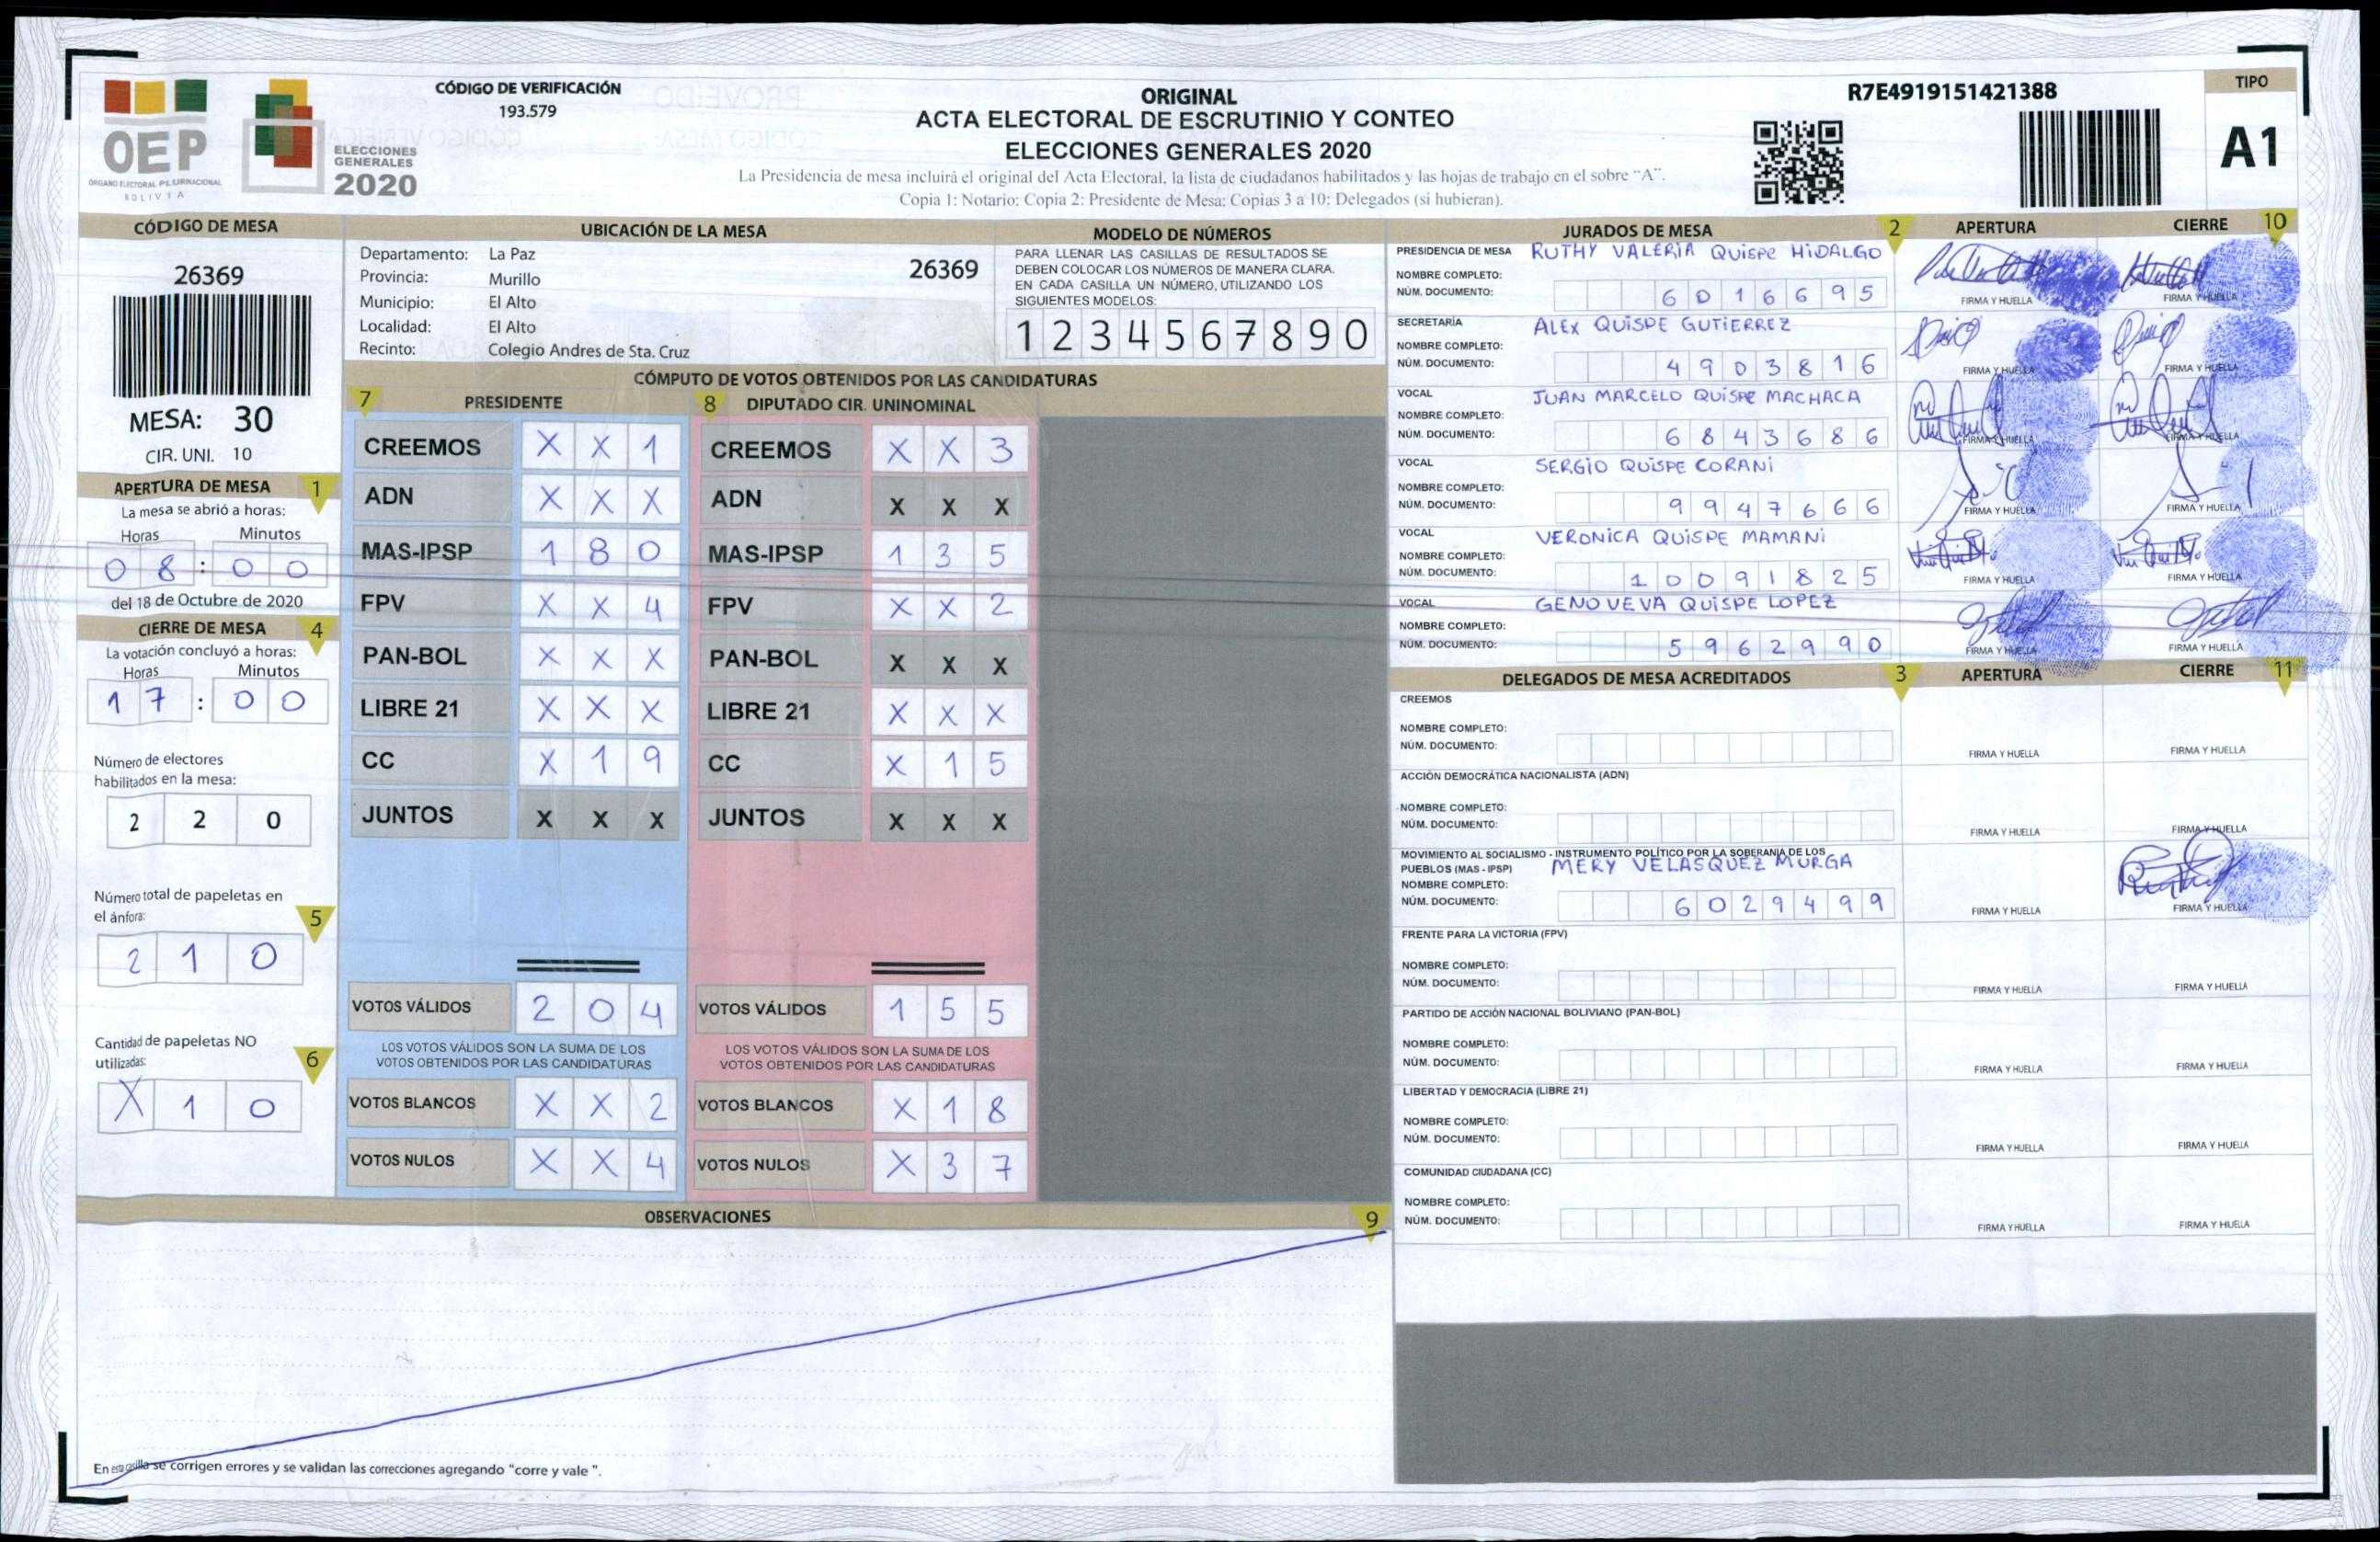 OEP
ÓRGANO ELECTORAL PLURINACIONAL
BOLIVIA
ELECCIONES
GENERALES
2020
CÓDIGO DE VERIFICACIÓN
193.579
ORIGINAL
ACTA ELECTORAL DE ESCRUTINIO Y CONTEO
ELECCIONES GENERALES 2020
La Presidencia de mesa incluirá el original del Acta Electoral, la lista de ciudadanos habilitados y las hojas de trabajo en el sobre "A".
Copia 1: Notario; Copia 2: Presidente de Mesa; Copias 3 a 10: Delegados (si hubieran).
R7E4919151421388
TIPO
A1
CÓDIGO DE MESA
26369
MESA: 30
CIR. UNI. 10
APERTURA DE MESA 1
La mesa se abrió a horas:
Horas Minutos
0 8 : 0 0
del 18 de Octubre de 2020
CIERRE DE MESA 4
La votación concluyó a horas:
Horas Minutos
1 7 : 0 0
Número de electores
habilitados en la mesa:
2 2 0
Número total de papeletas en
el ánfora: 5
2 1 0
Cantidad de papeletas NO
utilizadas: 6
X 1 0
UBICACIÓN DE LA MESA
Departamento: La Paz
Provincia: Murillo
Municipio: El Alto
Localidad: El Alto
Recinto: Colegio Andres de Sta. Cruz
26369
MODELO DE NÚMEROS
PARA LLENAR LAS CASILLAS DE RESULTADOS SE
DEBEN COLOCAR LOS NÚMEROS DE MANERA CLARA.
EN CADA CASILLA UN NÚMERO, UTILIZANDO LOS
SIGUIENTES MODELOS:
1 2 3 4 5 6 7 8 9 0
CÓMPUTO DE VOTOS OBTENIDOS POR LAS CANDIDATURAS
7 PRESIDENTE
CREEMOS X X 1
ADN X X X
MAS-IPSP 1 8 0
FPV X X 4
PAN-BOL X X X
LIBRE 21 X X X
CC X 1 9
JUNTOS X X X
VOTOS VÁLIDOS 2 0 4
LOS VOTOS VÁLIDOS SON LA SUMA DE LOS
VOTOS OBTENIDOS POR LAS CANDIDATURAS
VOTOS BLANCOS X X 2
VOTOS NULOS X X 4
8 DIPUTADO CIR. UNINOMINAL
CREEMOS X X 3
ADN X X X
MAS-IPSP 1 3 5
FPV X X 2
PAN-BOL X X X
LIBRE 21 X X X
CC X 1 5
JUNTOS X X X
VOTOS VÁLIDOS 1 5 5
LOS VOTOS VÁLIDOS SON LA SUMA DE LOS
VOTOS OBTENIDOS POR LAS CANDIDATURAS
VOTOS BLANCOS X 1 8
VOTOS NULOS X 3 7
OBSERVACIONES 9
En esta casilla se corrigen errores y se validan las correcciones agregando "corre y vale ".
JURADOS DE MESA 2 APERTURA CIERRE 10
PRESIDENCIA DE MESA RUTHY VALERIA QUISPE HIDALGO
NOMBRE COMPLETO:
NÚM. DOCUMENTO: 6 0 1 6 6 9 5
FIRMA Y HUELLA FIRMA Y HUELLA
SECRETARÍA ALEX QUISPE GUTIERREZ
NOMBRE COMPLETO:
NÚM. DOCUMENTO: 4 9 0 3 8 1 6
FIRMA Y HUELLA FIRMA Y HUELLA
VOCAL JUAN MARCELO QUISPE MACHACA
NOMBRE COMPLETO:
NÚM. DOCUMENTO: 6 8 4 3 6 8 6
FIRMA Y HUELLA FIRMA Y HUELLA
VOCAL SERGIO QUISPE CORANI
NOMBRE COMPLETO:
NÚM. DOCUMENTO: 9 9 4 7 6 6 6
FIRMA Y HUELLA FIRMA Y HUELLA
VOCAL VERONICA QUISPE MAMANI
NOMBRE COMPLETO:
NÚM. DOCUMENTO: 1 0 0 9 1 8 2 5
FIRMA Y HUELLA FIRMA Y HUELLA
VOCAL GENOVEVA QUISPE LOPEZ
NOMBRE COMPLETO:
NÚM. DOCUMENTO: 5 9 6 2 9 9 0
FIRMA Y HUELLA FIRMA Y HUELLA
DELEGADOS DE MESA ACREDITADOS 3 APERTURA CIERRE 11
CREEMOS
NOMBRE COMPLETO:
NÚM. DOCUMENTO:
FIRMA Y HUELLA FIRMA Y HUELLA
ACCIÓN DEMOCRÁTICA NACIONALISTA (ADN)
NOMBRE COMPLETO:
NÚM. DOCUMENTO:
FIRMA Y HUELLA FIRMA Y HUELLA
MOVIMIENTO AL SOCIALISMO - INSTRUMENTO POLÍTICO POR LA SOBERANIA DE LOS
PUEBLOS (MAS - IPSP) MERY VELASQUEZ MURGA
NOMBRE COMPLETO:
NÚM. DOCUMENTO: 6 0 2 9 4 9 9
FIRMA Y HUELLA FIRMA Y HUELLA
FRENTE PARA LA VICTORIA (FPV)
NOMBRE COMPLETO:
NÚM. DOCUMENTO:
FIRMA Y HUELLA FIRMA Y HUELLA
PARTIDO DE ACCIÓN NACIONAL BOLIVIANO (PAN-BOL)
NOMBRE COMPLETO:
NÚM. DOCUMENTO:
FIRMA Y HUELLA FIRMA Y HUELLA
LIBERTAD Y DEMOCRACIA (LIBRE 21)
NOMBRE COMPLETO:
NÚM. DOCUMENTO:
FIRMA Y HUELLA FIRMA Y HUELLA
COMUNIDAD CIUDADANA (CC)
NOMBRE COMPLETO:
NÚM. DOCUMENTO:
FIRMA Y HUELLA FIRMA Y HUELLA